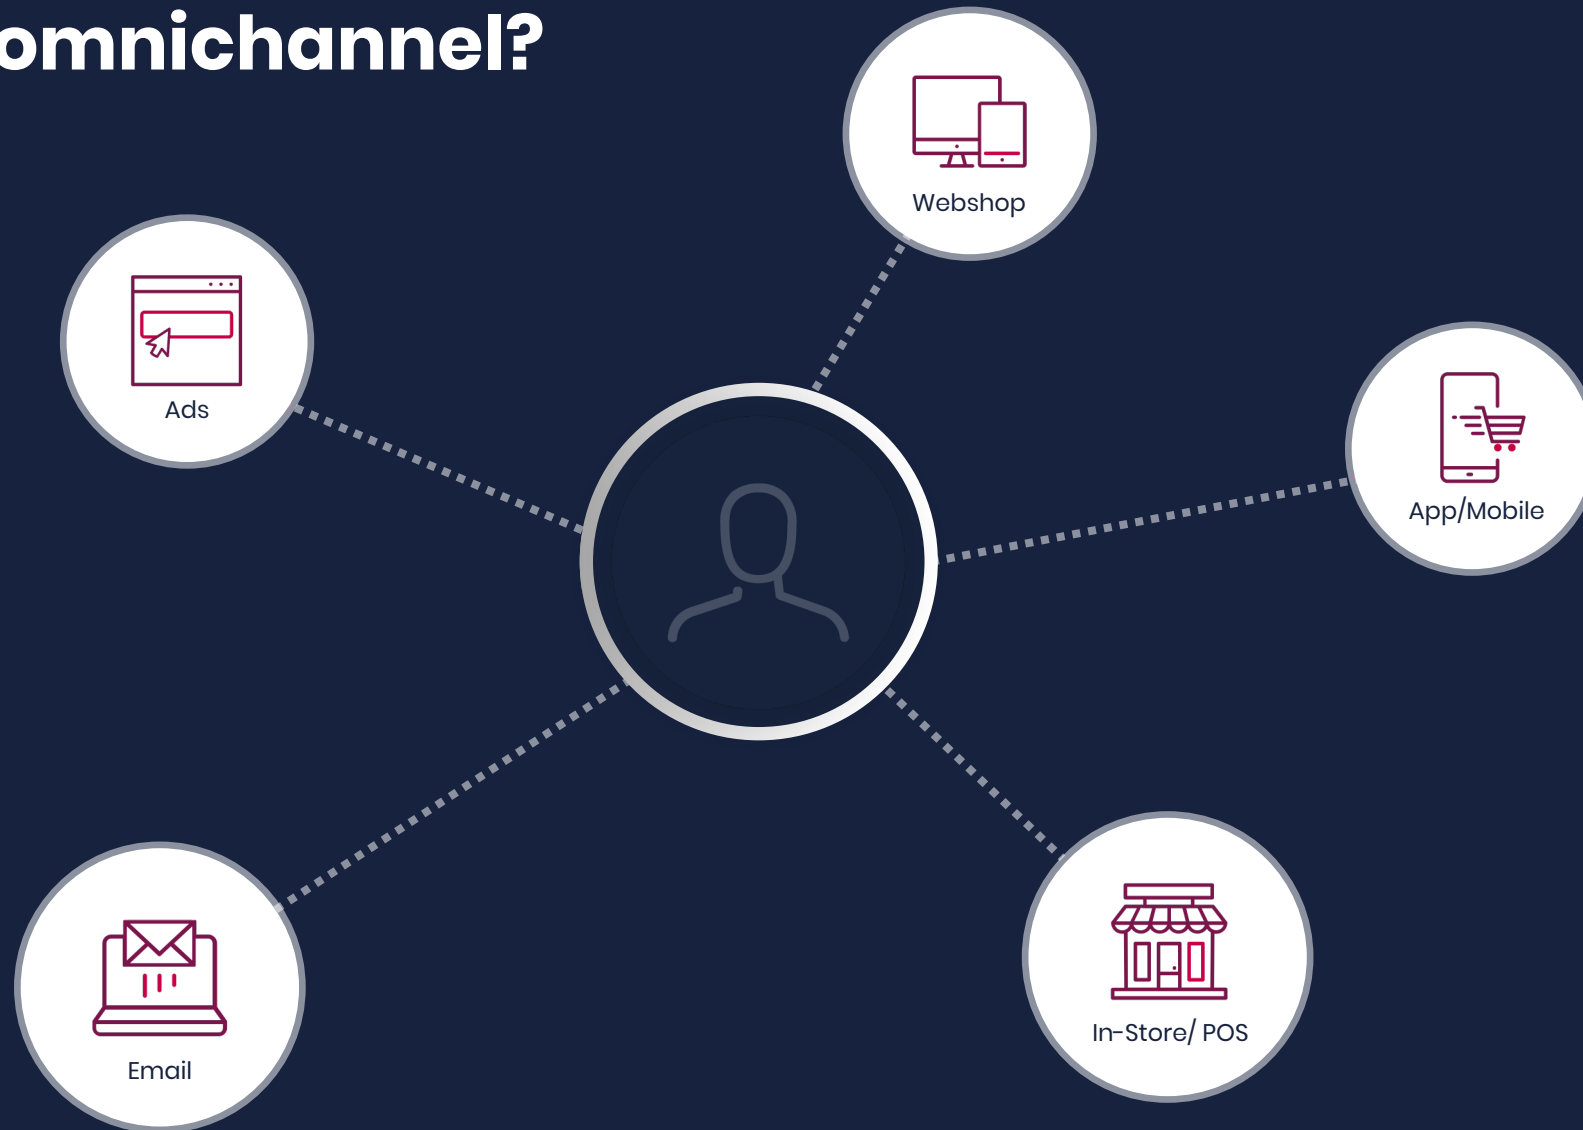 omnichannel?
Webshop
Ads
App/Mobile
In-Store/ POS
Email